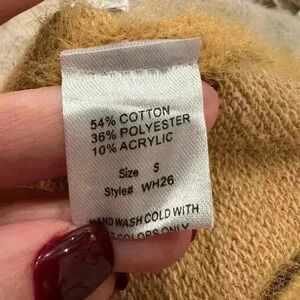 54% COTTON
36% POLYESTER
10% ACRYLIC
Size S
Style# WH26
HAND WASH COLD WITH
COLORS ONLY